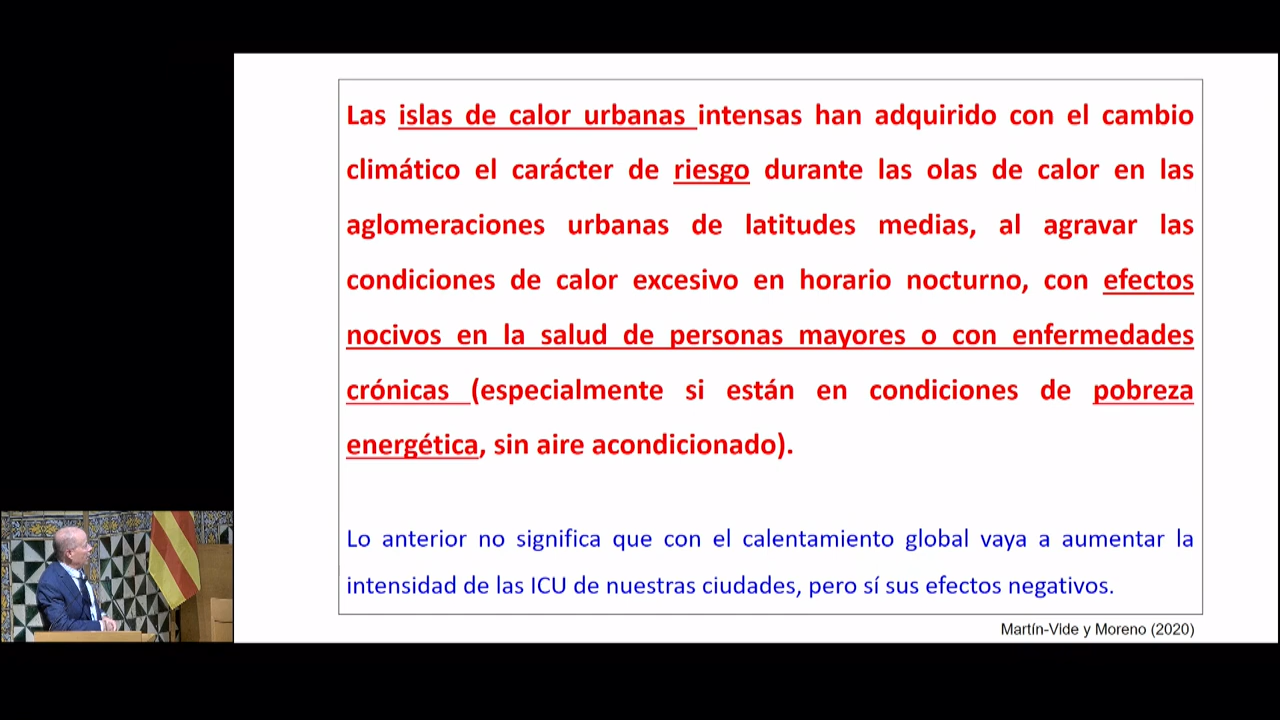 Las islas de calor urbanas intensas han adquirido con el cambio
climático el carácter de riesgo durante las olas de calor en las
aglomeraciones urbanas de latitudes medias, al agravar las
condiciones de calor excesivo en horario nocturno, con efectos
nocivos en la salud de personas mayores o con enfermedades
crónicas (especialmente si están en condiciones de pobreza
energética, sin aire acondicionado).
Lo anterior no significa que con el calentamiento global vaya a aumentar la
intensidad de las ICU de nuestras ciudades, pero sí sus efectos negativos.
Martín-Vide y Moreno (2020)